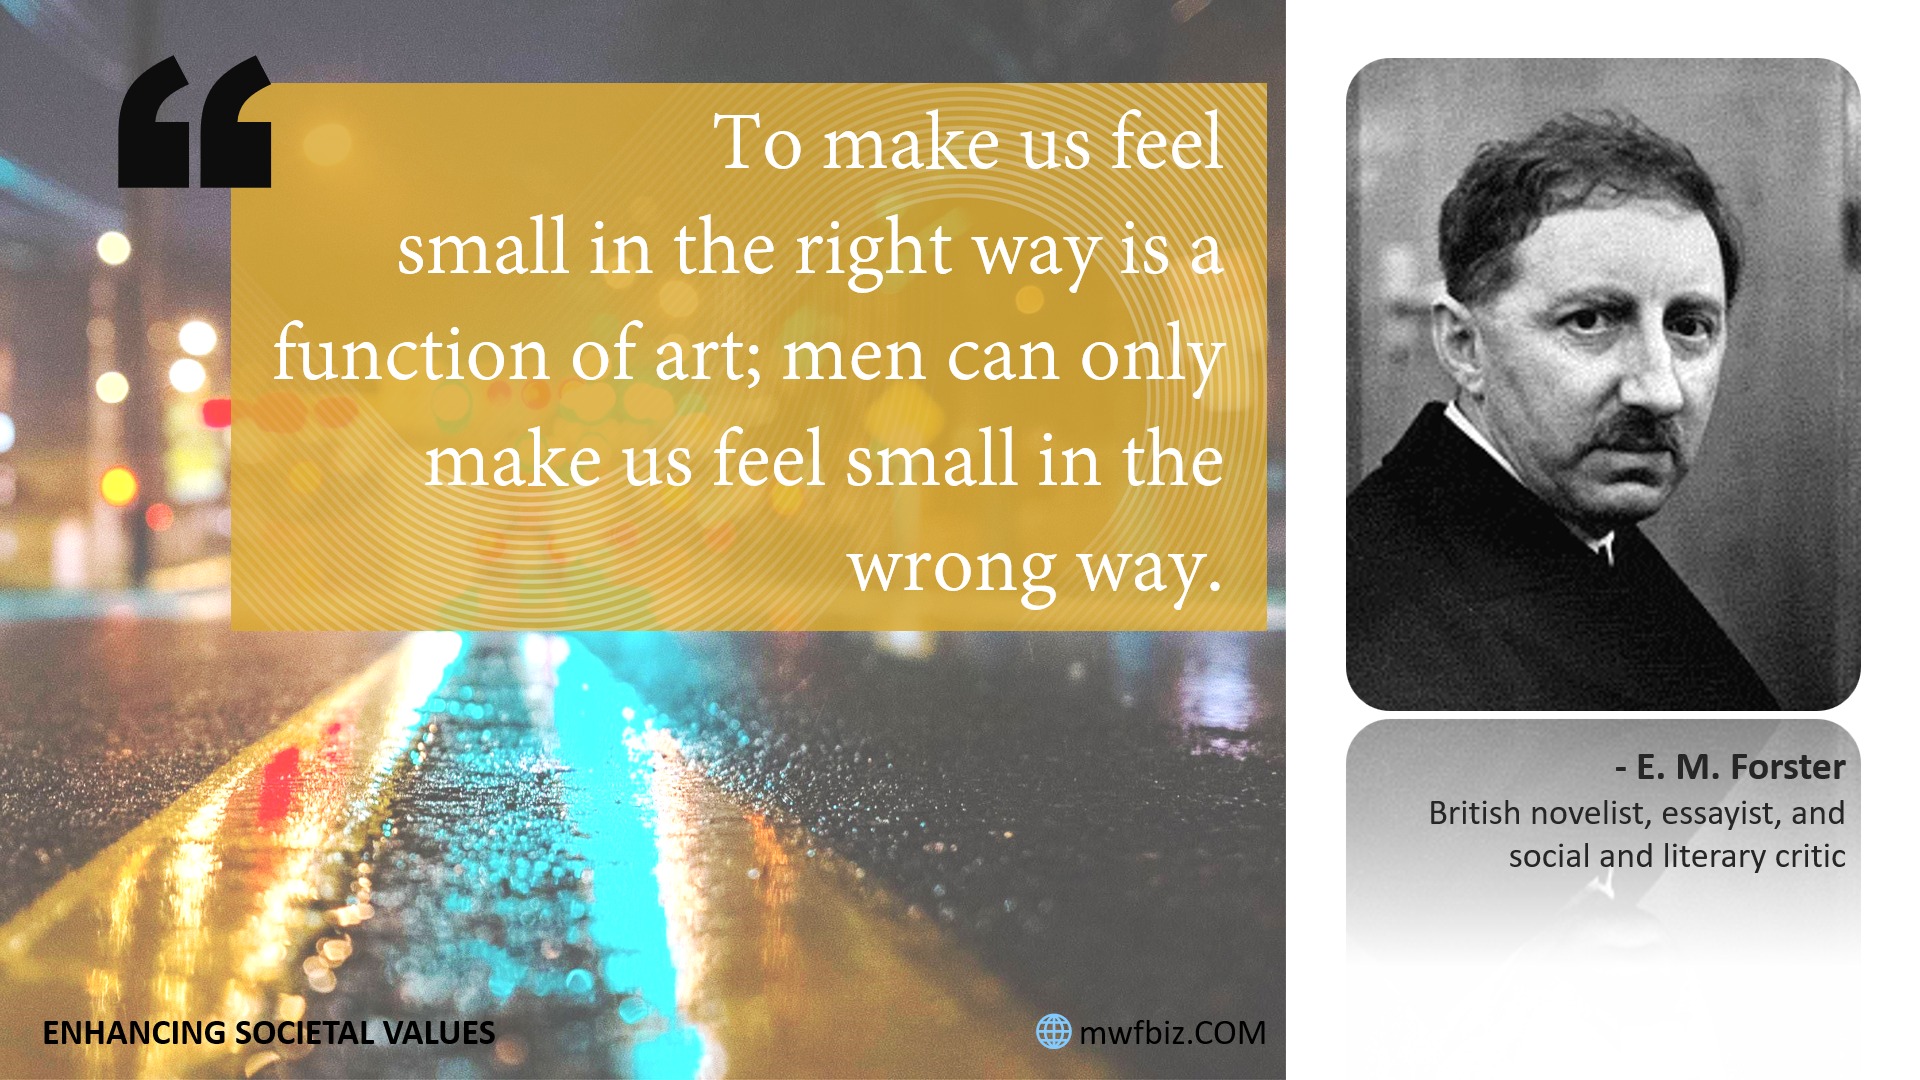 “
To make us feel
small in the right way is a
function of art; men can only
make us feel small in the
wrong way.
- E. M. Forster
British novelist, essayist, and
social and literary critic
ENHANCING SOCIETAL VALUES
mwfbiz.COM